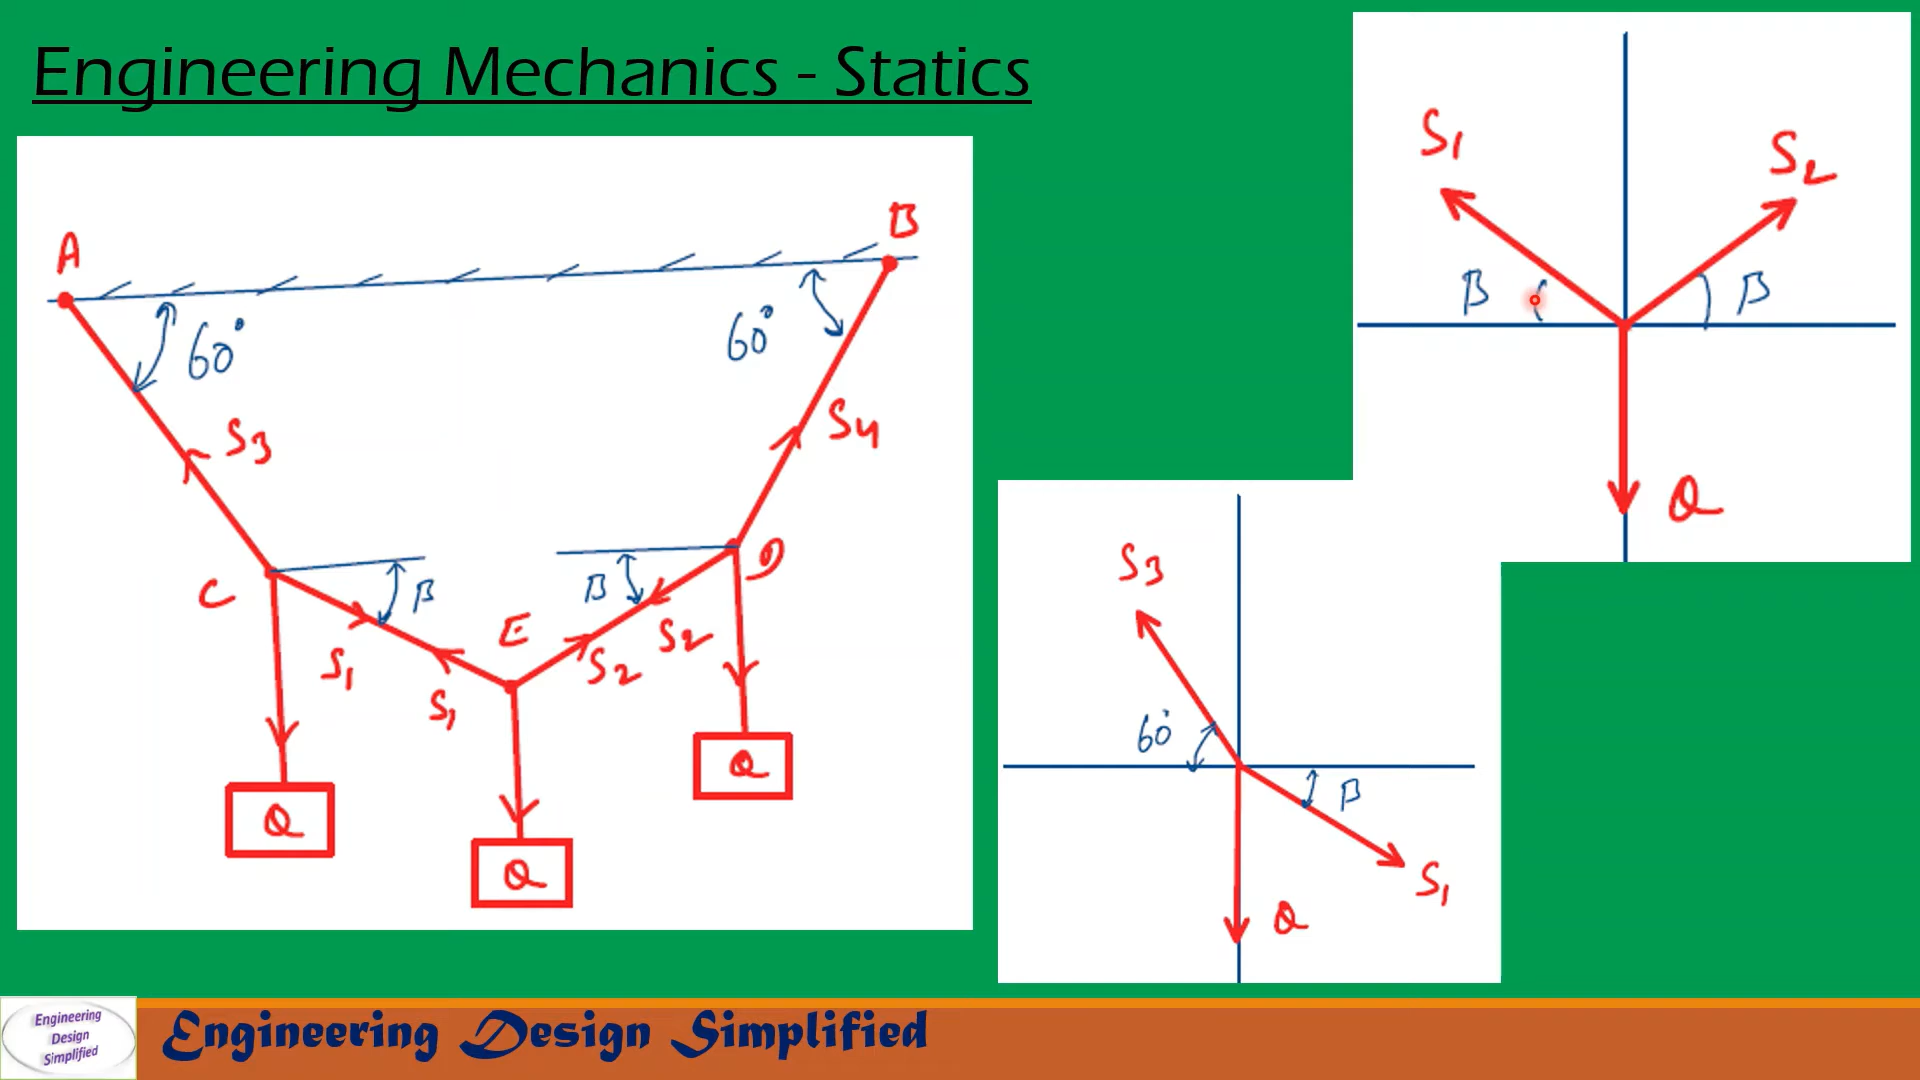 Engineering Mechanics - Statics
A
B
60°
60°
S3
S4
C
β
β
D
E
S1
S1
S2
S2
Q
Q
Q
S1
S2
β
β
Q
S3
60°
β
S1
Q
Engineering
Design
Simplified
Engineering Design Simplified